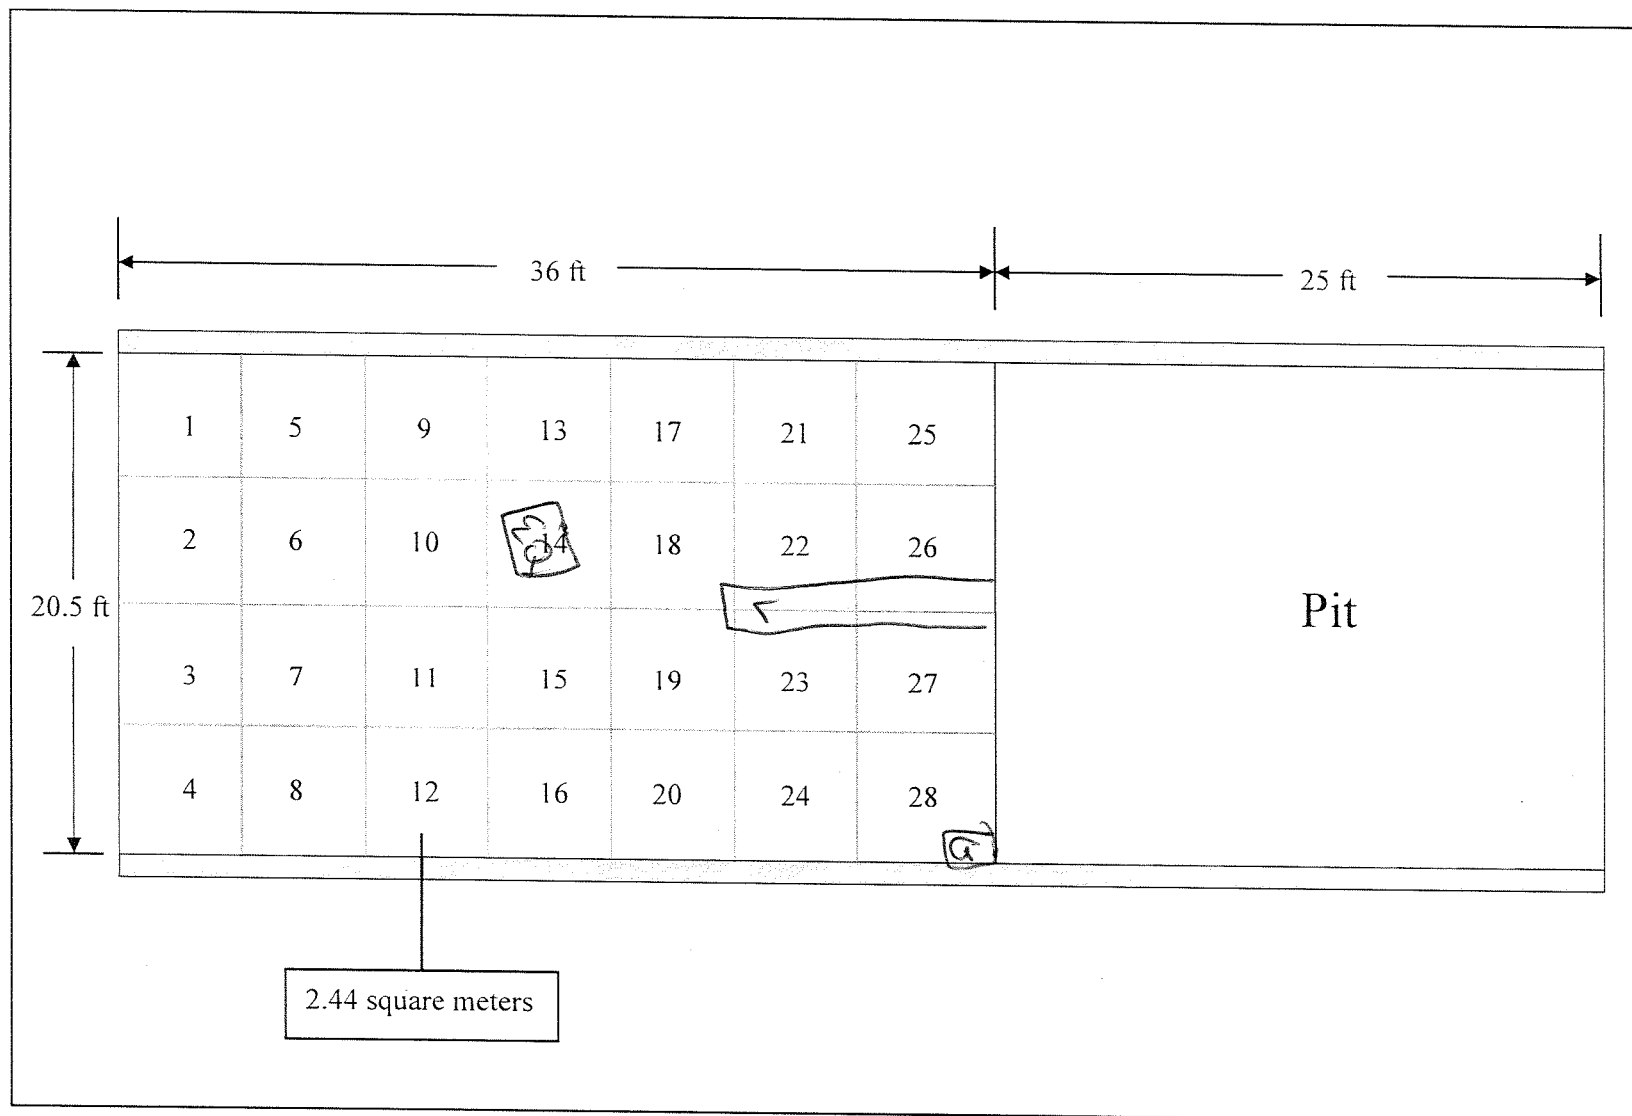 36 ft
25 ft
1 5 9 13 17 21 25
2 6 10 14 18 22 26
20.5 ft
Pit
3 7 11 15 19 23 27
4 8 12 16 20 24 28
2.44 square meters